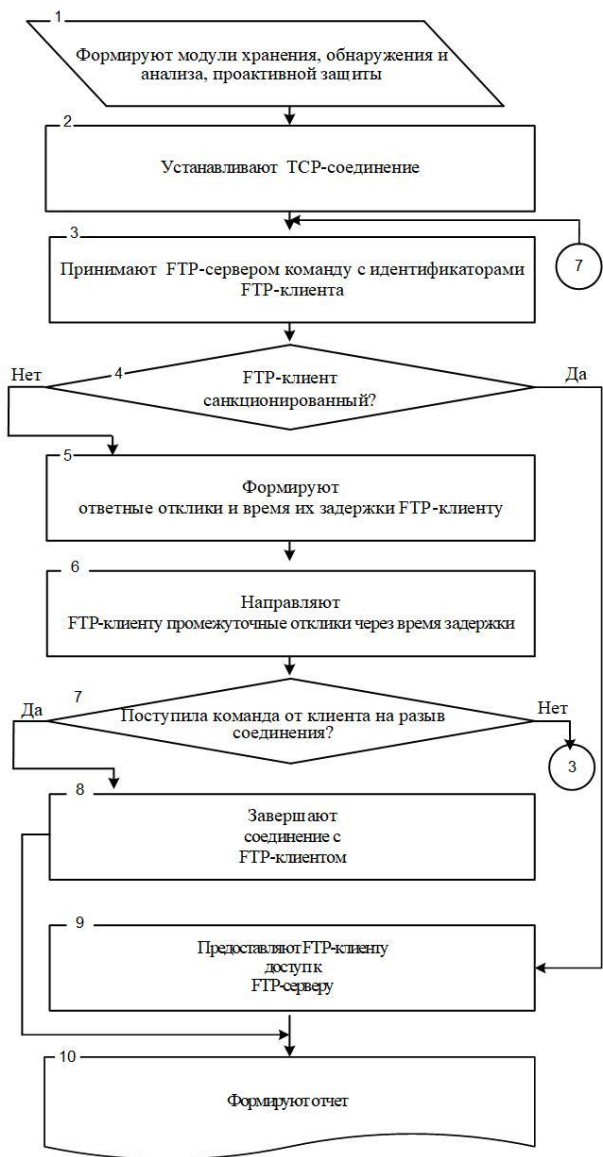 1
Формируют модули хранения, обнаружения и
анализа, проактивной защиты
2
Устанавливают TCP-соединение
3
Принимают FTP-сервером команду с идентификаторами
FTP-клиента
7
Нет
4
FTP-клиент
санкционированный?
Да
5
Формируют
ответные отклики и время их задержки FTP-клиенту
6
Направляют
FTP-клиенту промежуточные отклики через время задержки
Да
7
Поступила команда от клиента на разыв
соединения?
Нет
3
8
Завершают
соединение с
FTP-клиентом
9
Предоставляют FTP-клиенту
доступ к
FTP-серверу
10
Формируют отчет